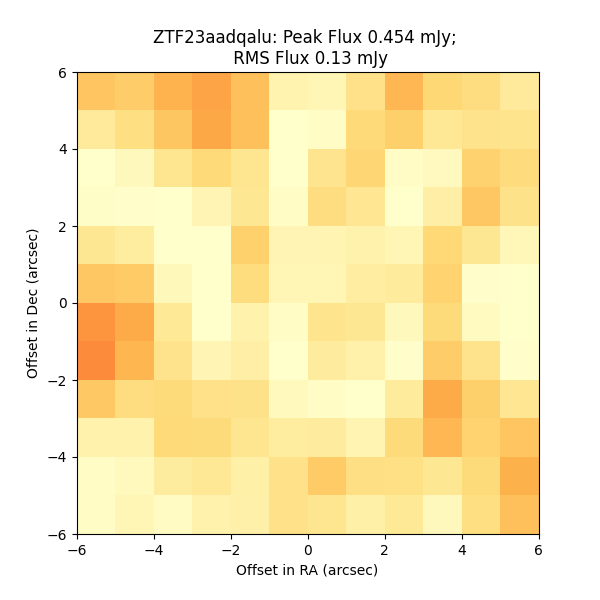 ZTF23aadqalu: Peak Flux 0.454 mJy;
RMS Flux 0.13 mJy
6
4
2
0
−2
−4
−6
Offset in Dec (arcsec)
−6 −4 −2 0 2 4 6
Offset in RA (arcsec)